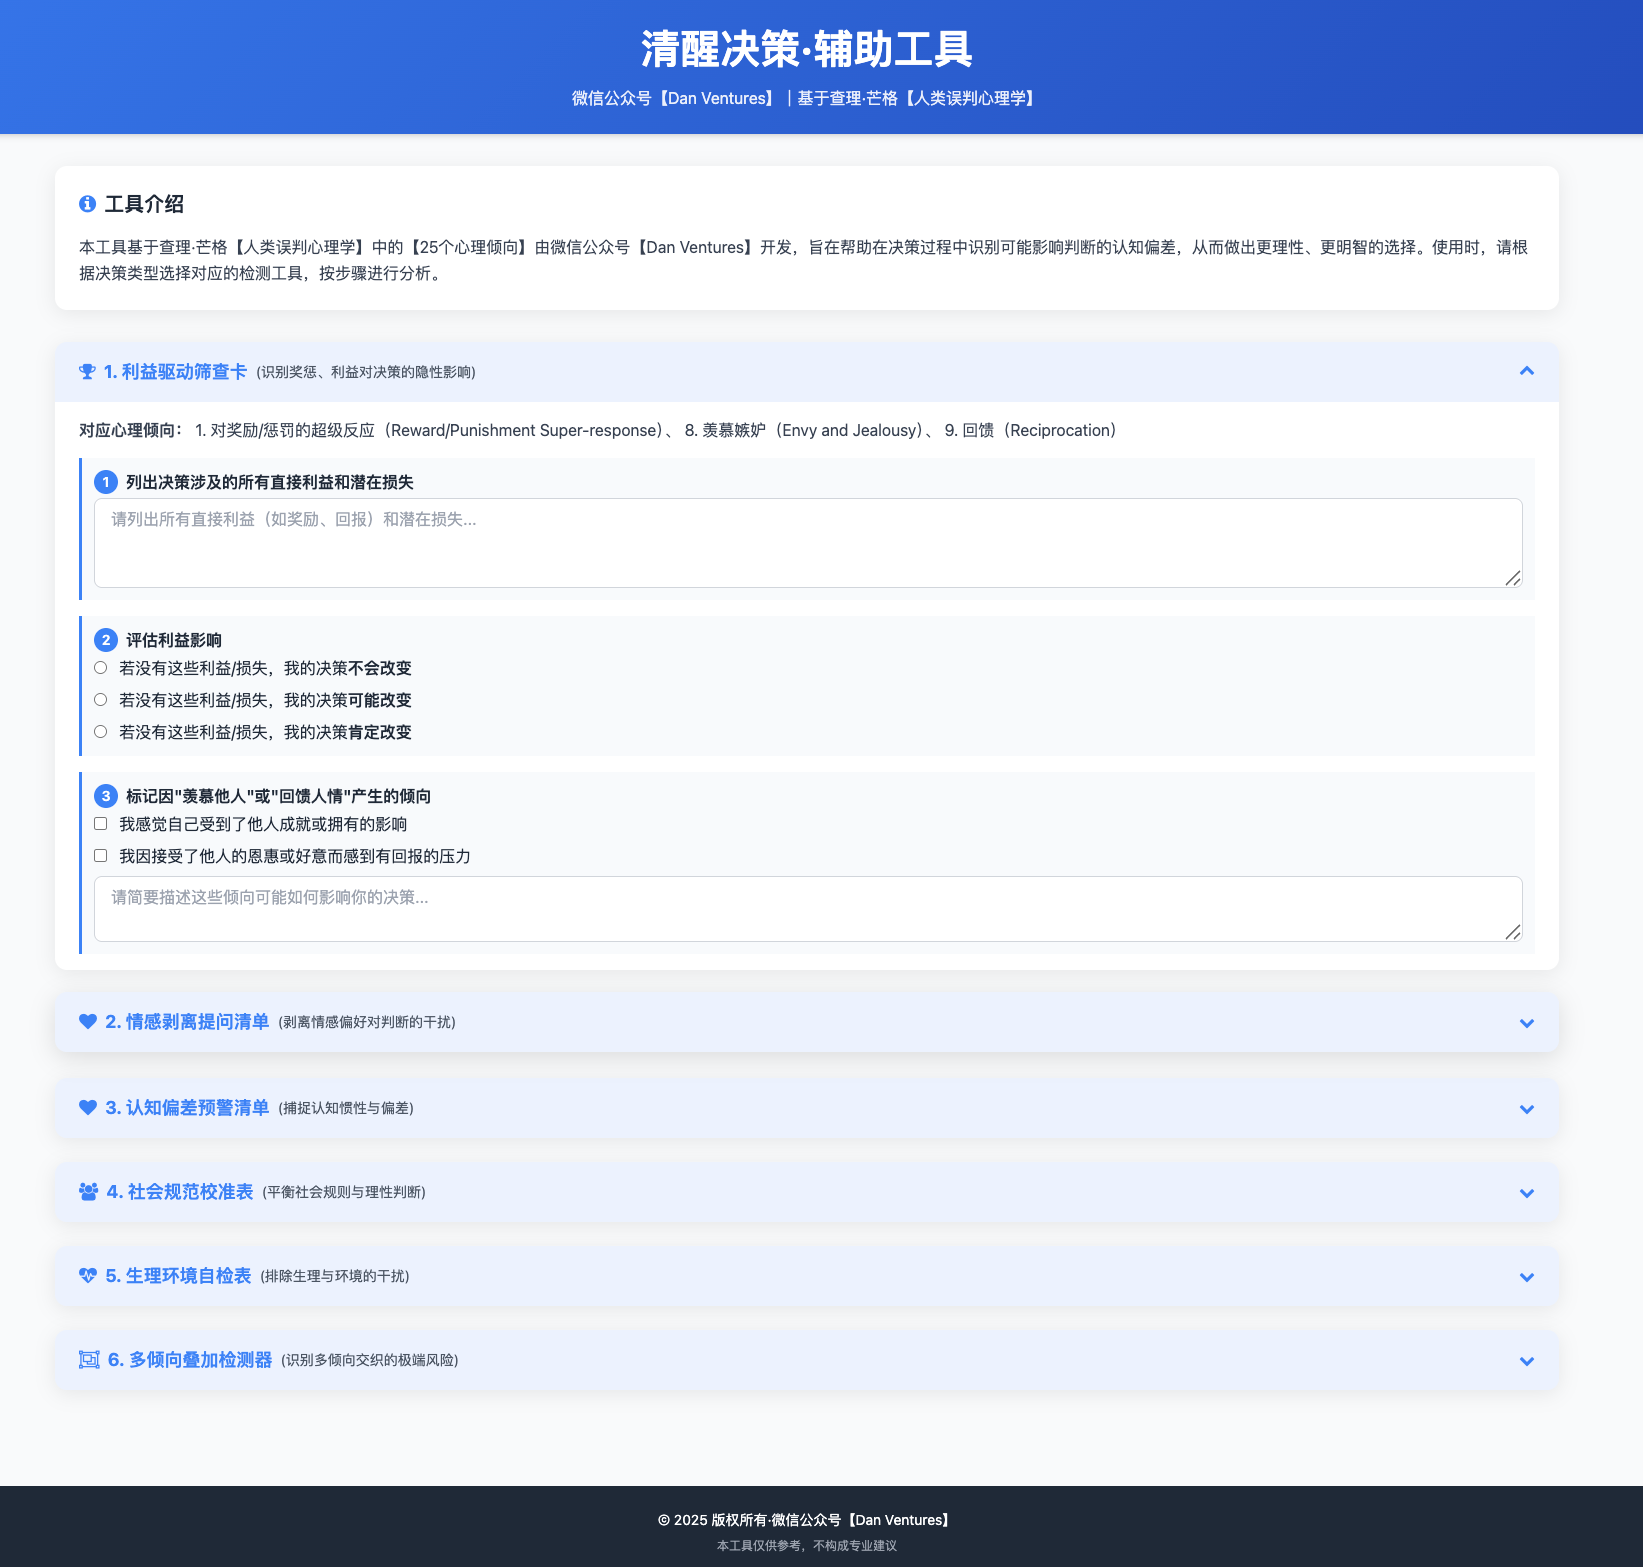 清醒决策·辅助工具
微信公众号【Dan Ventures】｜基于查理·芒格【人类误判心理学】
工具介绍
本工具基于查理·芒格【人类误判心理学】中的【25个心理倾向】由微信公众号【Dan Ventures】开发，旨在帮助在决策过程中识别可能影响判断的认知偏差，从而做出更理性、更明智的选择。使用时，请根
据决策类型选择对应的检测工具，按步骤进行分析。
1. 利益驱动筛查卡 (识别奖惩、利益对决策的隐性影响)
对应心理倾向： 1. 对奖励/惩罚的超级反应（Reward/Punishment Super-response）、 8. 羡慕嫉妒（Envy and Jealousy）、 9. 回馈（Reciprocation）
1 列出决策涉及的所有直接利益和潜在损失
请列出所有直接利益（如奖励、回报）和潜在损失...
2 评估利益影响
若没有这些利益/损失，我的决策不会改变
若没有这些利益/损失，我的决策可能改变
若没有这些利益/损失，我的决策肯定改变
3 标记因"羡慕他人"或"回馈人情"产生的倾向
我感觉自己受到了他人成就或拥有的影响
我因接受了他人的恩惠或好意而感到有回报的压力
请简要描述这些倾向可能如何影响你的决策...
2. 情感剥离提问清单 (剥离情感偏好对判断的干扰)
3. 认知偏差预警清单 (捕捉认知惯性与偏差)
4. 社会规范校准表 (平衡社会规则与理性判断)
5. 生理环境自检表 (排除生理与环境的干扰)
6. 多倾向叠加检测器 (识别多倾向交织的极端风险)
© 2025 版权所有·微信公众号【Dan Ventures】
本工具仅供参考，不构成专业建议